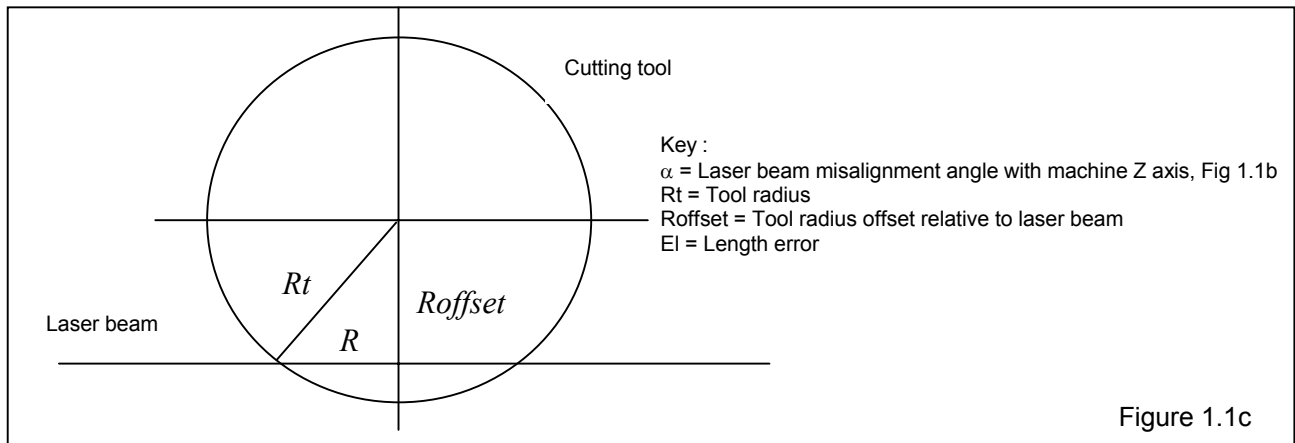 Cutting tool
Key :
α = Laser beam misalignment angle with machine Z axis, Fig 1.1b
Rt = Tool radius
Roffset = Tool radius offset relative to laser beam
El = Length error
Rt
Roffset
Laser beam
R
Figure 1.1c